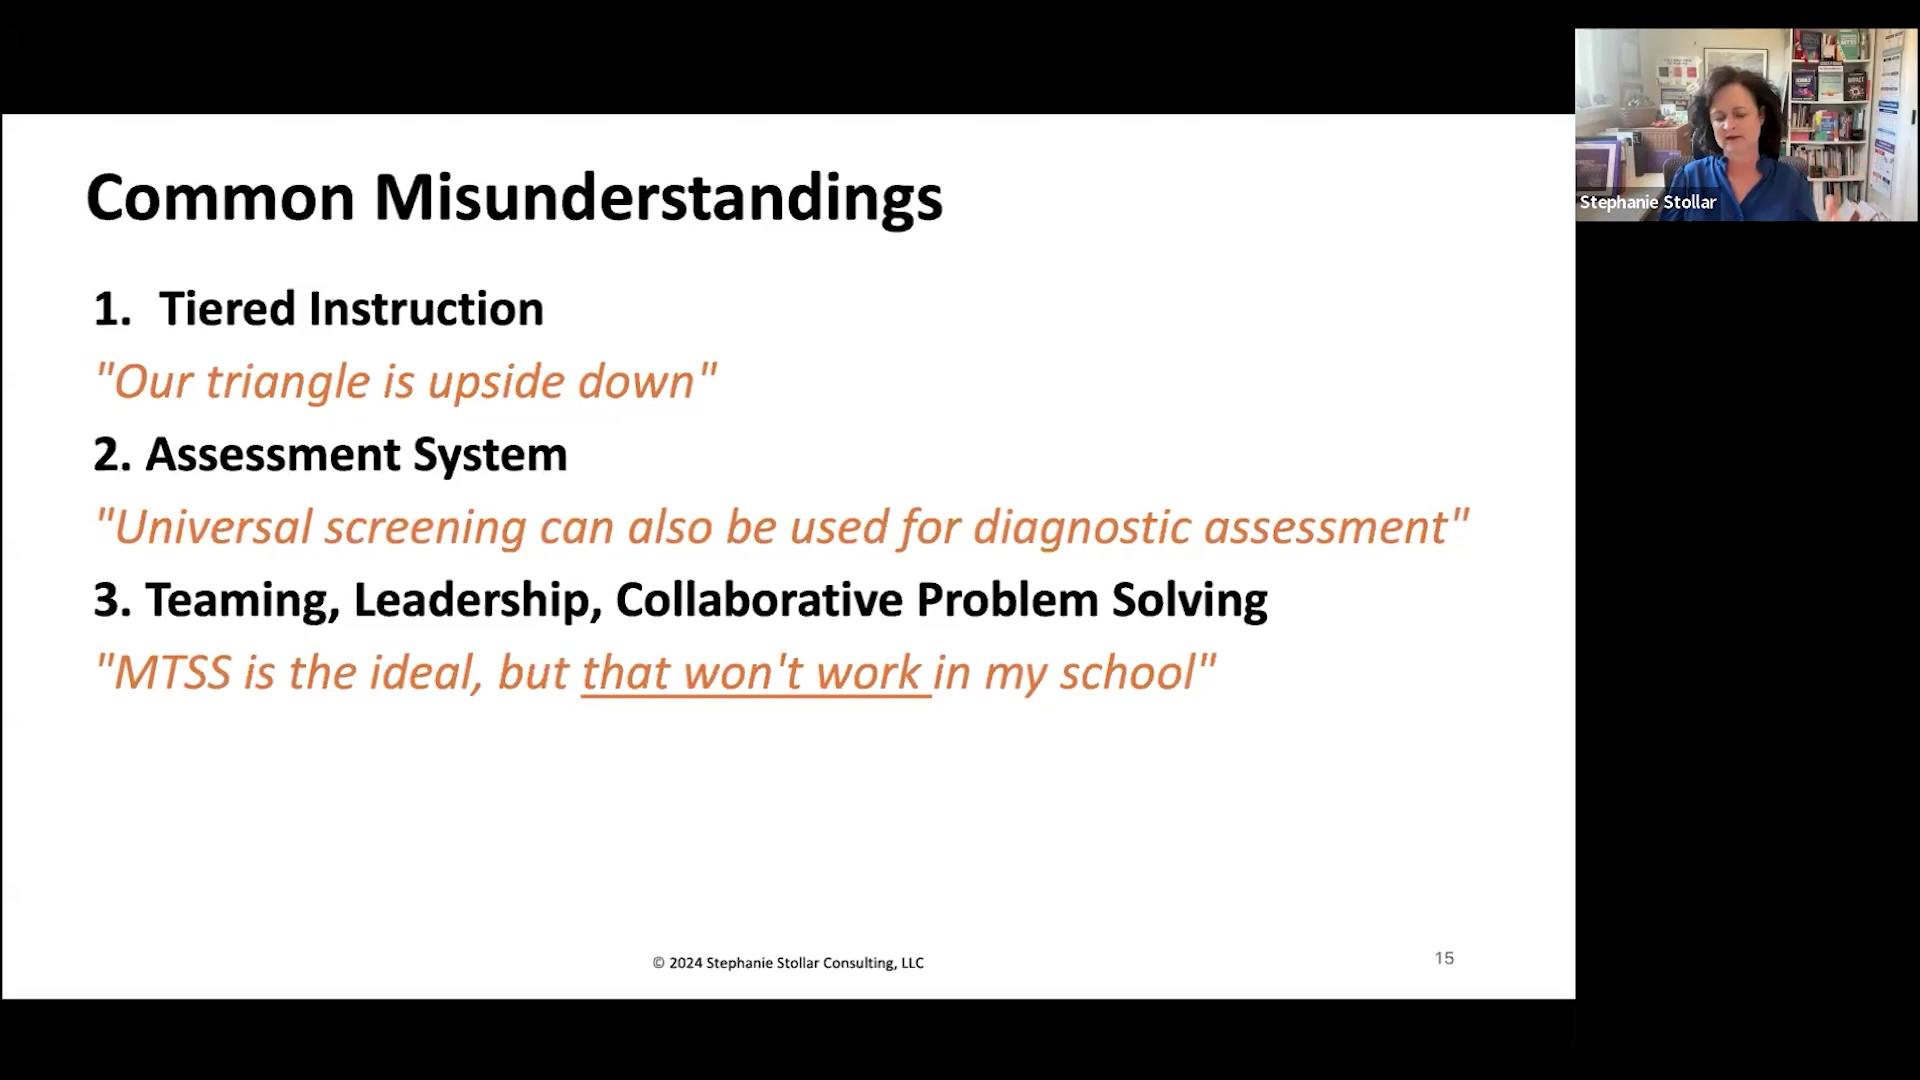 Common Misunderstandings
1. Tiered Instruction
"Our triangle is upside down"
2. Assessment System
"Universal screening can also be used for diagnostic assessment"
3. Teaming, Leadership, Collaborative Problem Solving
"MTSS is the ideal, but that won't work in my school"
© 2024 Stephanie Stollar Consulting, LLC
15
Stephanie Stollar